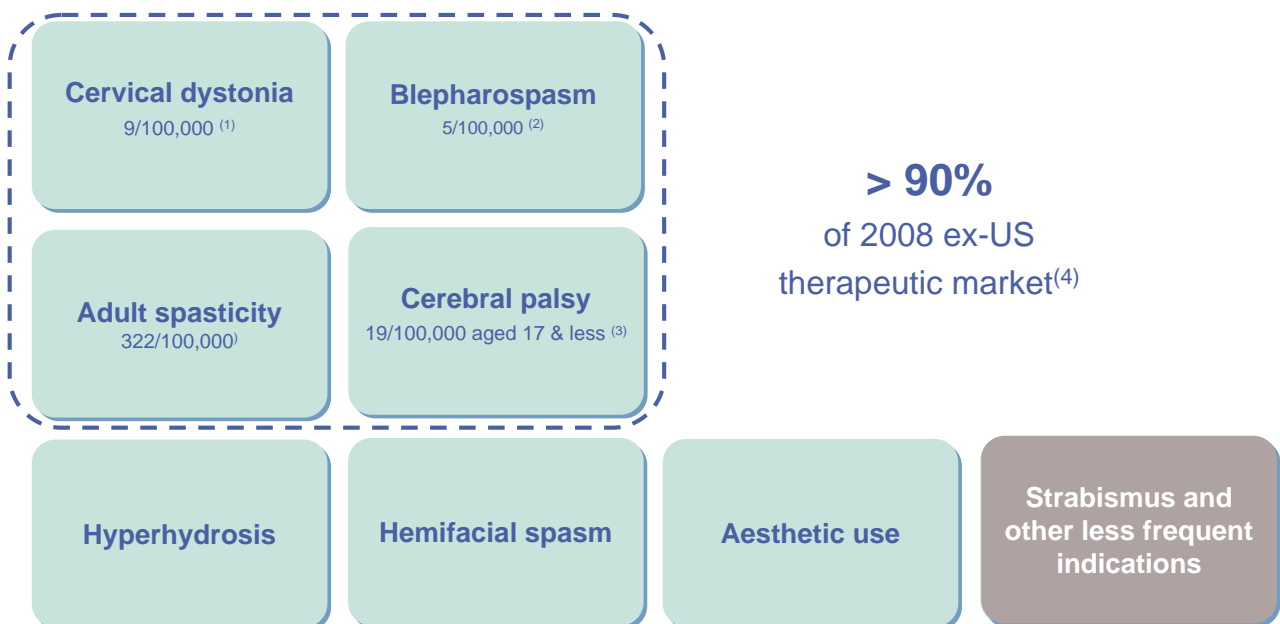 Cervical dystonia
9/100,000 (1)
Blepharospasm
5/100,000 (2)
> 90%
of 2008 ex-US
therapeutic market(4)
Adult spasticity
322/100,000)
Cerebral palsy
19/100,000 aged 17 & less (3)
Hyperhydrosis
Hemifacial spasm
Aesthetic use
Strabismus and
other less frequent
indications